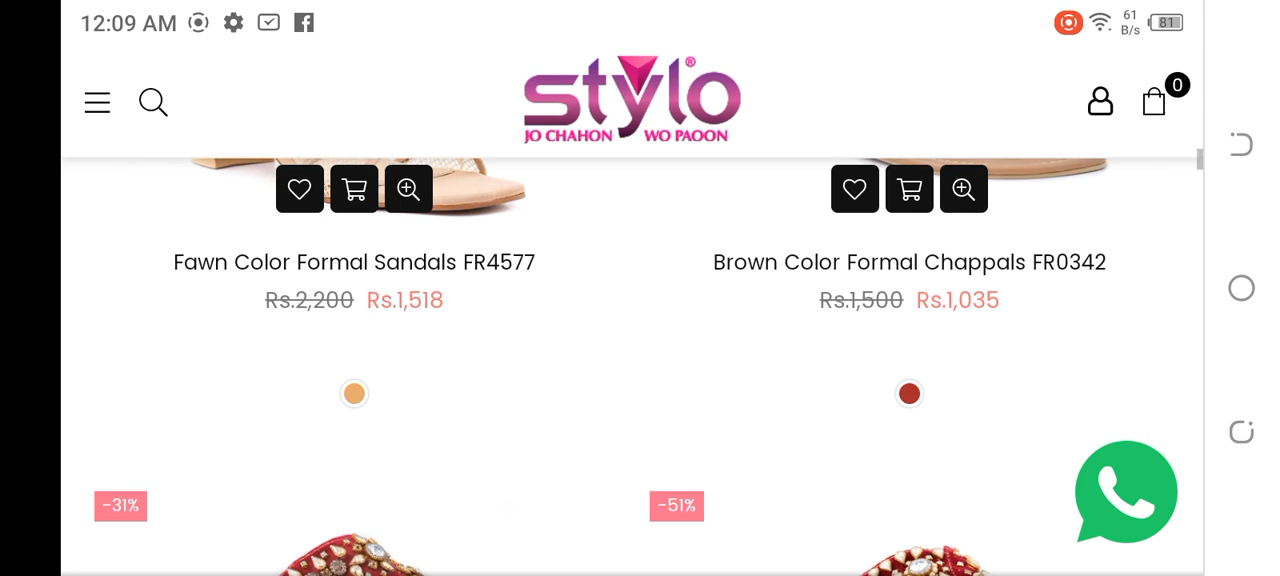 12:09 AM
61
B/s
81
stylo®
JO CHAHON WO PAOON
0
Fawn Color Formal Sandals FR4577
Rs.2,200 Rs.1,518
Brown Color Formal Chappals FR0342
Rs.1,500 Rs.1,035
-31%
-51%